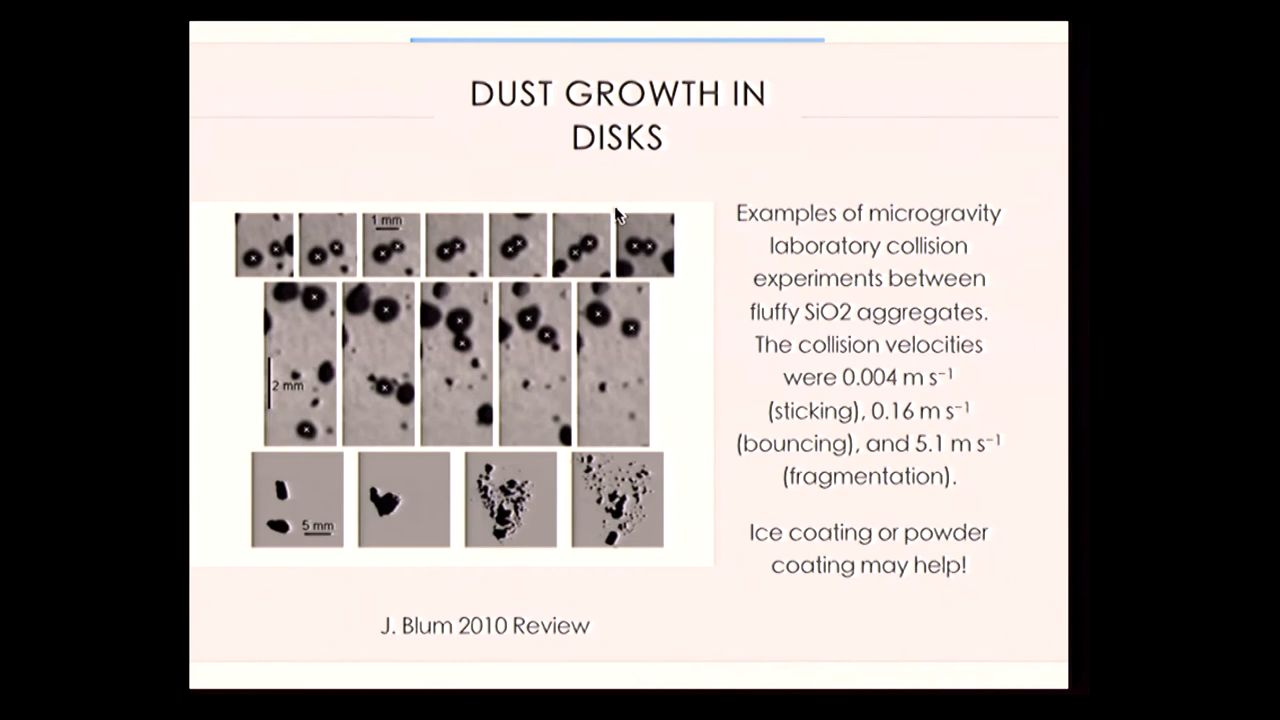 DUST GROWTH IN
DISKS
1 mm
2 mm
5 mm
Examples of microgravity
laboratory collision
experiments between
fluffy SiO2 aggregates.
The collision velocities
were 0.004 m s⁻¹
(sticking), 0.16 m s⁻¹
(bouncing), and 5.1 m s⁻¹
(fragmentation).
Ice coating or powder
coating may help!
J. Blum 2010 Review